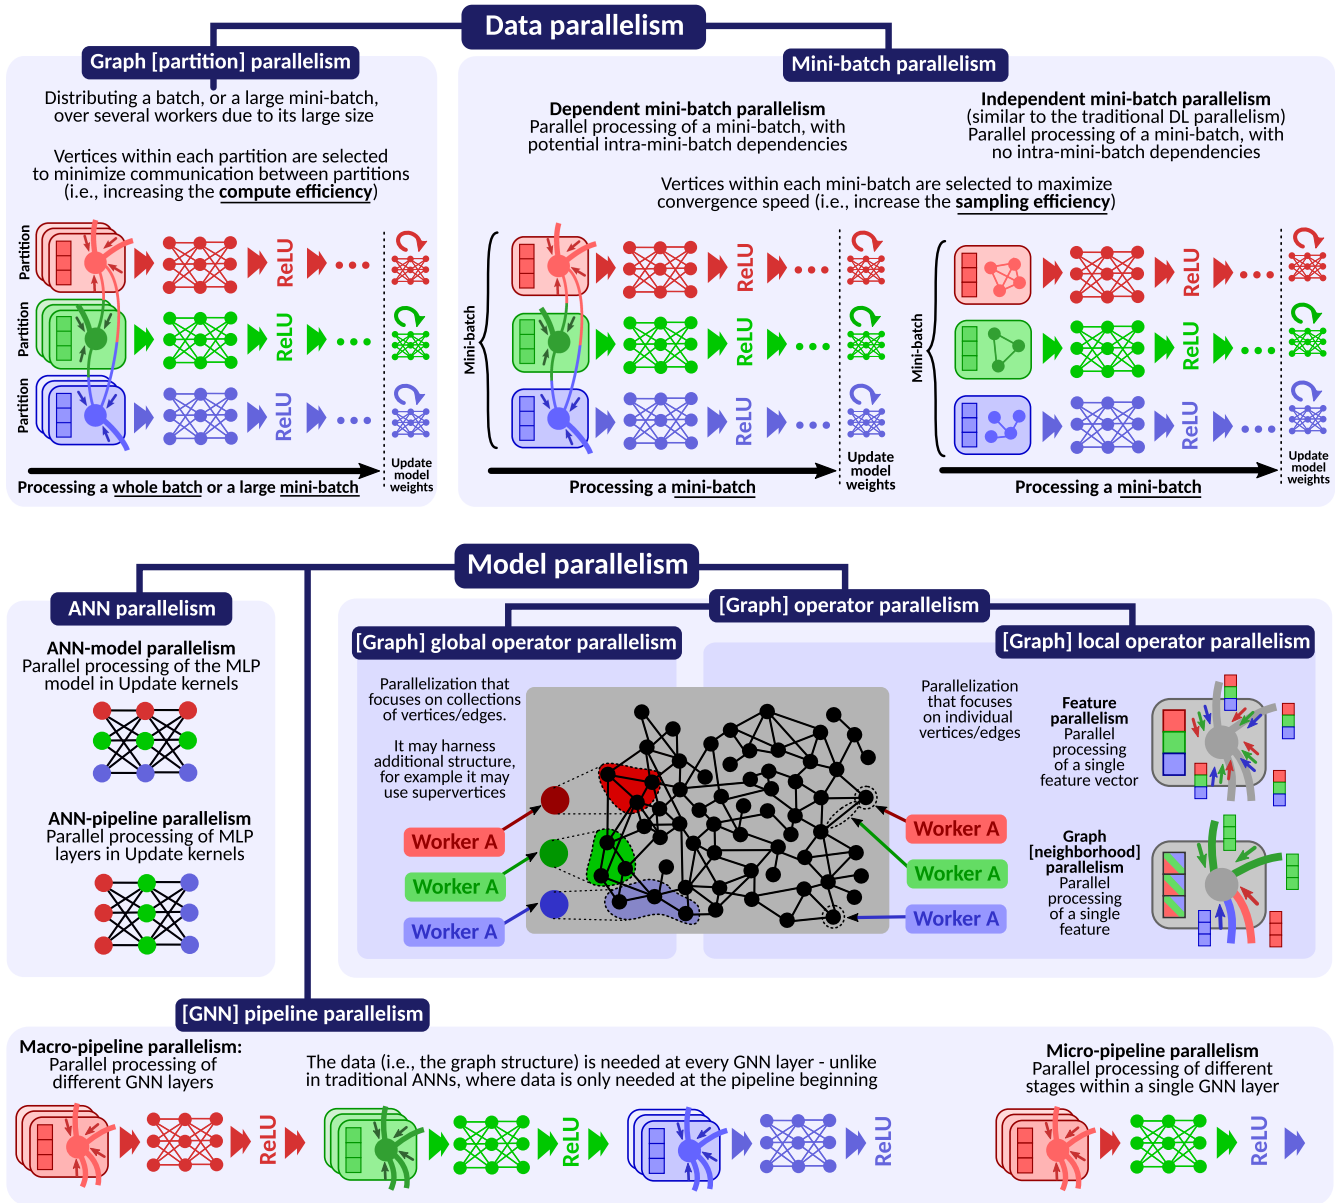 Data parallelism
Graph [partition] parallelism
Distributing a batch, or a large mini-batch,
over several workers due to its large size
Vertices within each partition are selected
to minimize communication between partitions
(i.e., increasing the compute efficiency)
Partition
ReLU
Partition
ReLU
Partition
ReLU
Update
model
weights
Processing a whole batch or a large mini-batch
Mini-batch parallelism
Dependent mini-batch parallelism
Parallel processing of a mini-batch, with
potential intra-mini-batch dependencies
Independent mini-batch parallelism
(similar to the traditional DL parallelism)
Parallel processing of a mini-batch, with
no intra-mini-batch dependencies
Vertices within each mini-batch are selected to maximize
convergence speed (i.e., increase the sampling efficiency)
Mini-batch
ReLU
ReLU
ReLU
Update
model
weights
Processing a mini-batch
Mini-batch
ReLU
ReLU
ReLU
Update
model
weights
Processing a mini-batch
Model parallelism
ANN parallelism
ANN-model parallelism
Parallel processing of the MLP
model in Update kernels
ANN-pipeline parallelism
Parallel processing of MLP
layers in Update kernels
[Graph] operator parallelism
[Graph] global operator parallelism
Parallelization that
focuses on collections
of vertices/edges.
It may harness
additional structure,
for example it may
use supervertices
Worker A
Worker A
Worker A
[Graph] local operator parallelism
Parallelization
that focuses
on individual
vertices/edges
Worker A
Worker A
Worker A
Feature
parallelism
Parallel
processing
of a single
feature vector
Graph
[neighborhood]
parallelism
Parallel
processing
of a single
feature
[GNN] pipeline parallelism
Macro-pipeline parallelism:
Parallel processing of
different GNN layers
The data (i.e., the graph structure) is needed at every GNN layer - unlike
in traditional ANNs, where data is only needed at the pipeline beginning
Micro-pipeline parallelism
Parallel processing of different
stages within a single GNN layer
ReLU
ReLU
ReLU
ReLU